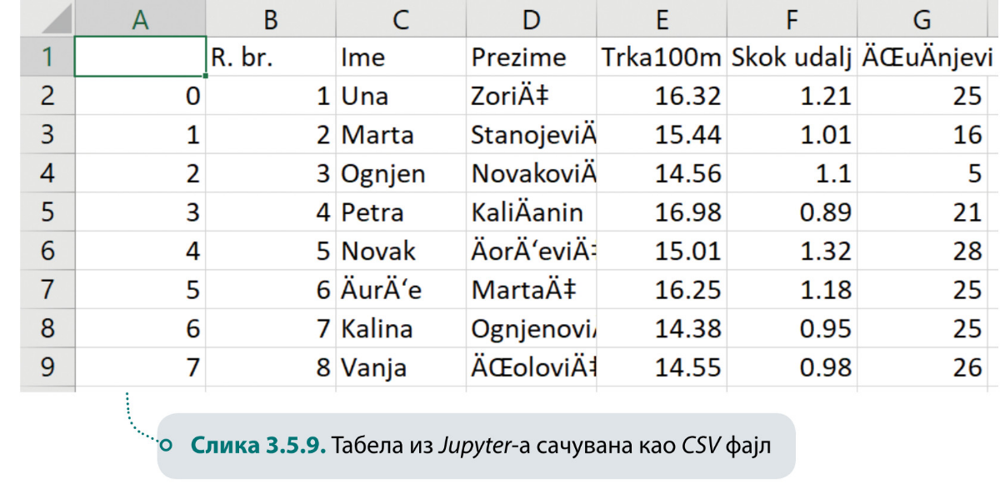 A B C D E F G
1 R. br. Ime Prezime Trka100m Skok udalj ÄŒuÄnjevi
2 0 1 Una ZoriÄ‡ 16.32 1.21 25
3 1 2 Marta StanojeviÄ 15.44 1.01 16
4 2 3 Ognjen NovakoviÄ 14.56 1.1 5
5 3 4 Petra KaliÄanin 16.98 0.89 21
6 4 5 Novak ÄorÄ‘eviÄ‡ 15.01 1.32 28
7 5 6 ÄurÄ‘e MartaÄ‡ 16.25 1.18 25
8 6 7 Kalina Ognjenovi 14.38 0.95 25
9 7 8 Vanja ÄŒoloviÄ‡ 14.55 0.98 26
Слика 3.5.9. Табела из Jupyter-а сачувана као CSV фајл